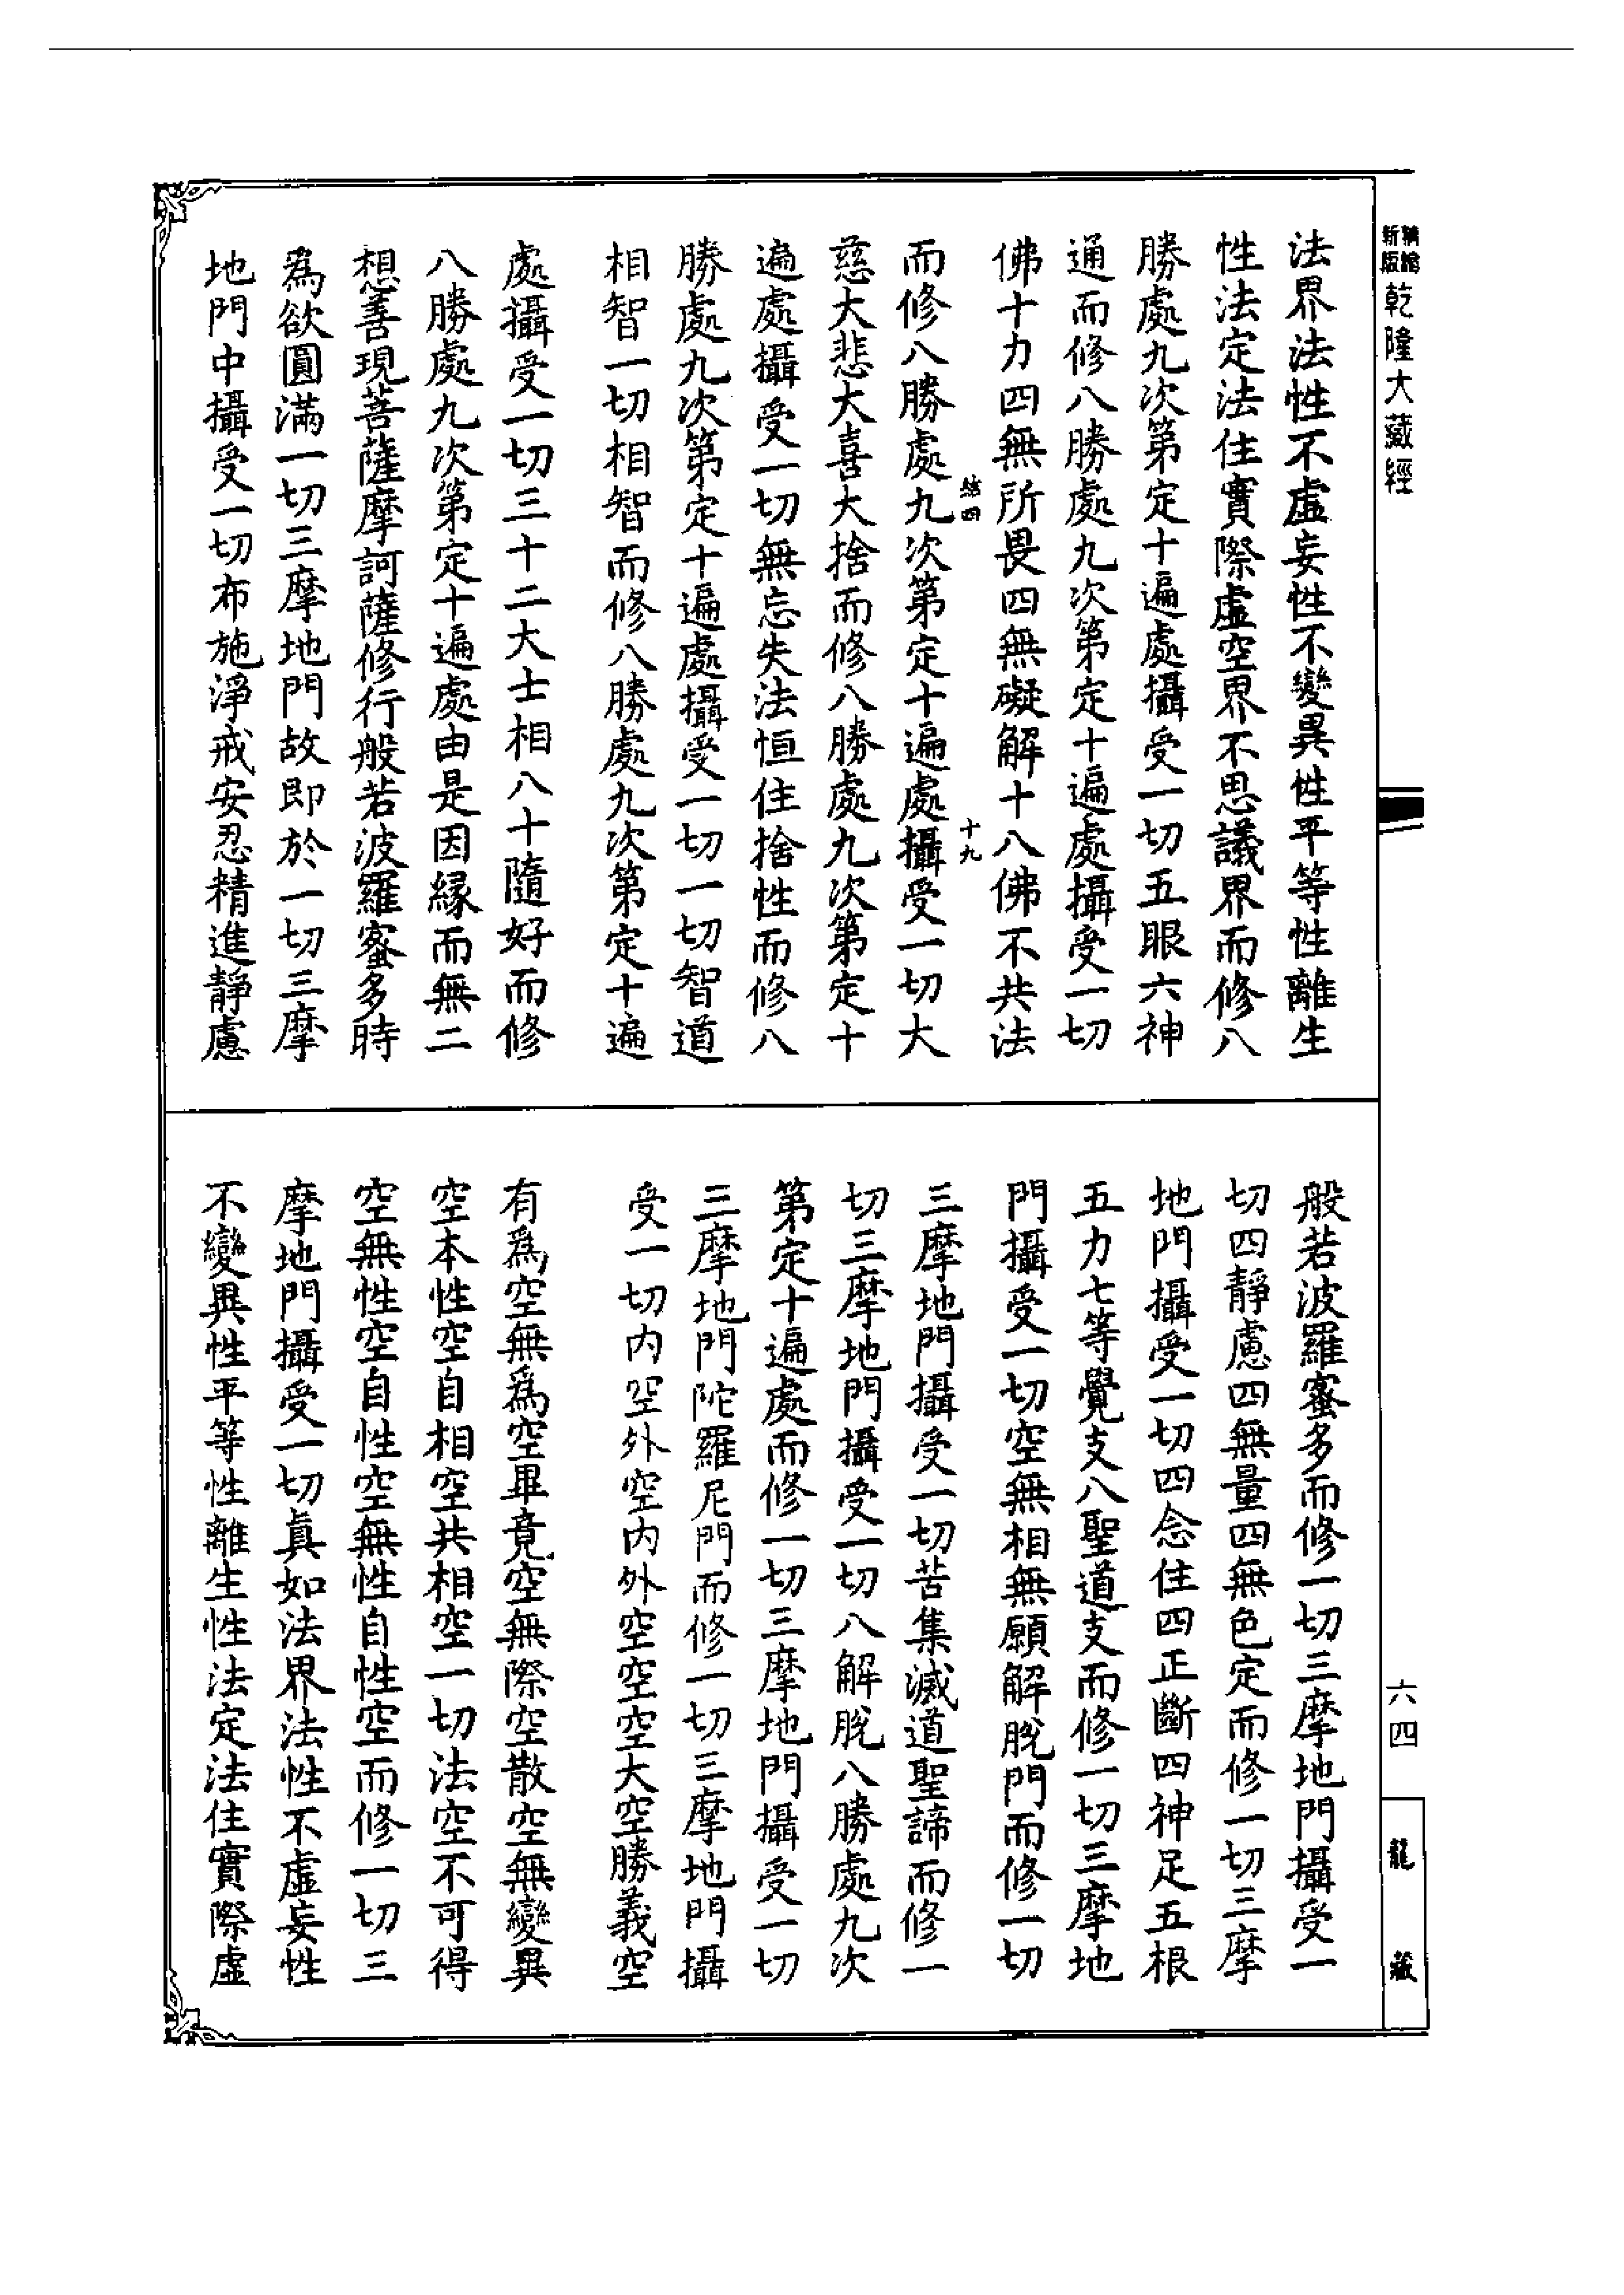 新版
乾隆大藏經
法界法性不虛妄性不變異性平等性離生
性法定法住實際虛空界不思議界而修八
勝處九次第定十遍處攝受一切五眼六神
通而修八勝處九次第定十遍處攝受一切
佛十力四無所畏四無礙解十八佛不共法
十九
而修八勝處九次第定十遍處攝受一切大
慈大悲大喜大捨而修八勝處九次第定十
遍處攝受一切無忘失法恒住捨性而修八
勝處九次第定十遍處攝受一切一切智道
相智一切相智而修八勝處九次第定十遍
處攝受一切三十二大士相八十隨好而修
八勝處九次第定十遍處由是因緣而無二
想善現菩薩摩訶薩修行般若波羅蜜多時
為欲圓滿一切三摩地門故即於一切三摩
地門中攝受一切布施淨戒安忍精進靜慮
般若波羅蜜多而修一切三摩地門攝受一
切四靜慮四無量四無色定而修一切三摩
地門攝受一切四念住四正斷四神足五根
五力七等覺支八聖道支而修一切三摩地
門攝受一切空無相無願解脫門而修一切
三摩地門攝受一切苦集滅道聖諦而修一
切三摩地門攝受一切八解脫八勝處九次
第定十遍處而修一切三摩地門攝受一切
三摩地門陀羅尼門而修一切三摩地門攝
受一切內空外空內外空空空大空勝義空
有為空無為空畢竟空無際空散空無變異
空本性空自相空共相空一切法空不可得
空無性空自性空無性自性空而修一切三
摩地門攝受一切真如法界法性不虛妄性
不變異性平等性離生性法定法住實際虛
六四
龍藏